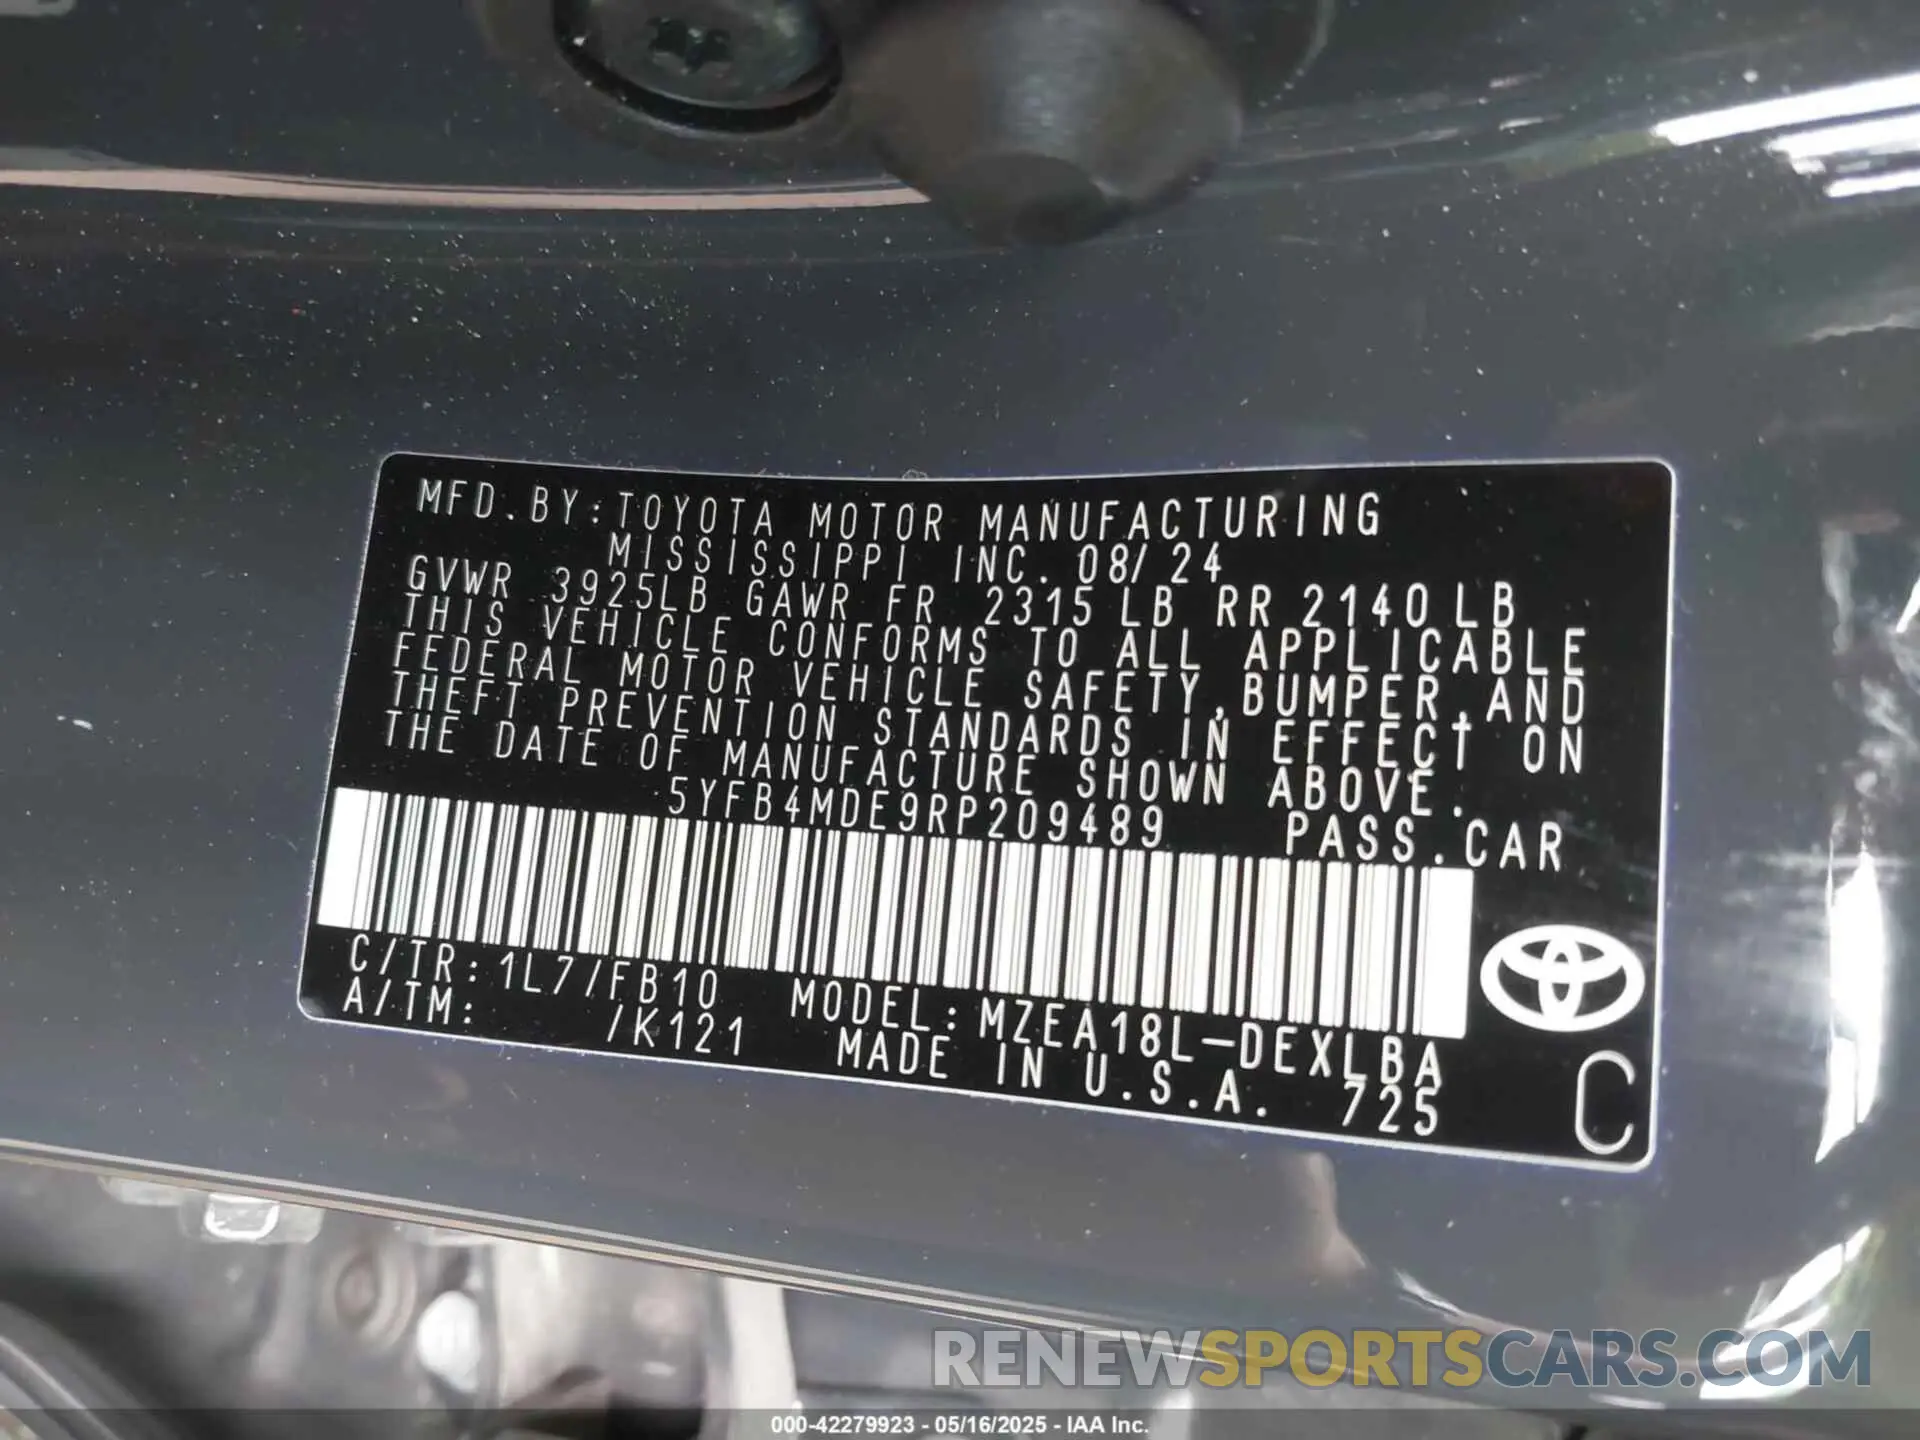 MFD. BY: TOYOTA MOTOR MANUFACTURING
MISSISSIPPI INC. 08/24
GVWR 3925LB GAWR FR 2315LB RR 2140LB
THIS VEHICLE CONFORMS TO ALL APPLICABLE
FEDERAL MOTOR VEHICLE SAFETY, BUMPER, AND
THEFT PREVENTION STANDARDS IN EFFECT ON
THE DATE OF MANUFACTURE SHOWN ABOVE.
5YFB4MDE9RP209489 PASS. CAR
C/TR: 1L7/FB10 MODEL: MZEA18L-DEXLBA
A/TM: /K121 MADE IN U.S.A. 725
C
RENEWSPORTSCARS.COM
000-42279923 - 05/16/2025 - IAA Inc.